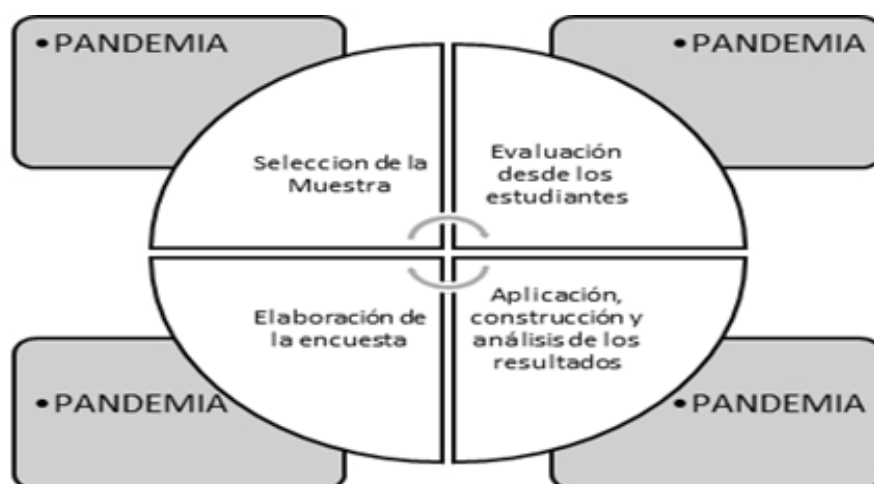 •PANDEMIA
•PANDEMIA
Seleccion de la
Muestra
Evaluación
desde los
estudiantes
Elaboración de
la encuesta
Aplicación,
construcción y
análisis de los
resultados
•PANDEMIA
•PANDEMIA